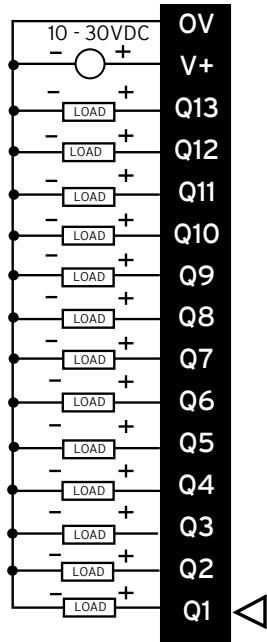 0V
10 - 30VDC
- + V+
- LOAD + Q13
- LOAD + Q12
- LOAD + Q11
- LOAD + Q10
- LOAD + Q9
- LOAD + Q8
- LOAD + Q7
- LOAD + Q6
- LOAD + Q5
- LOAD + Q4
- LOAD + Q3
- LOAD + Q2
- LOAD + Q1